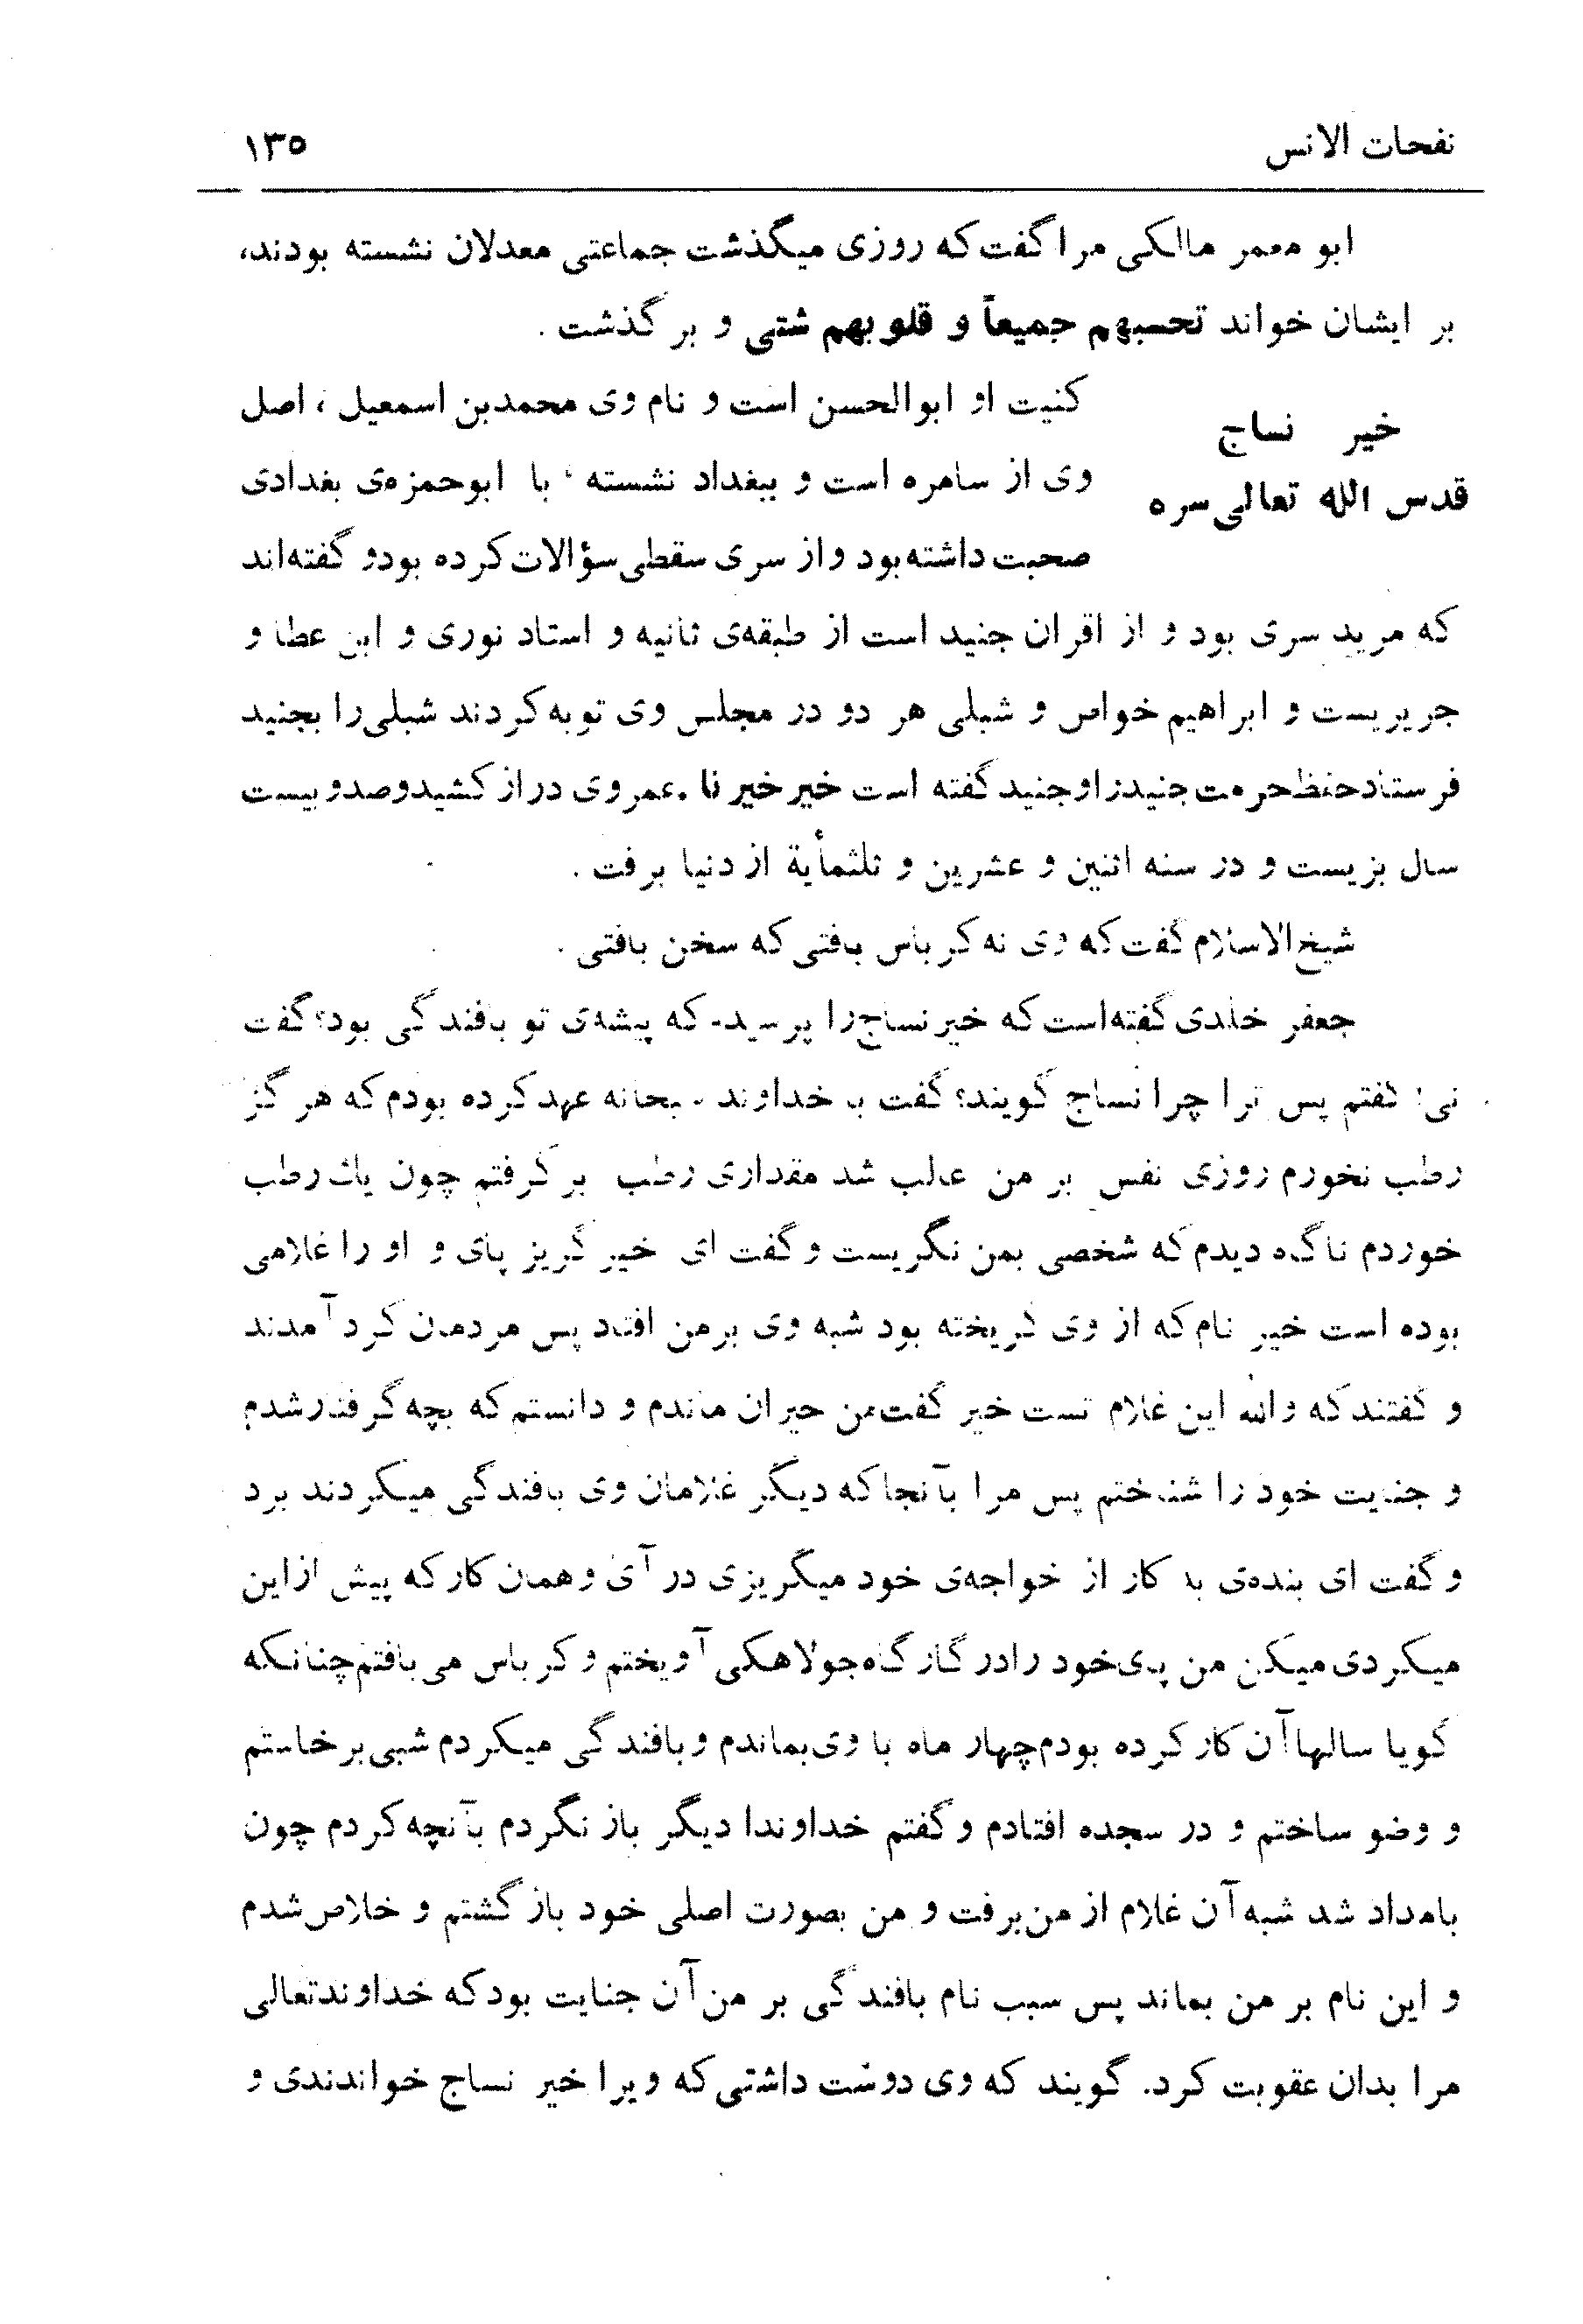 نفحات الانس
۱۳۵
ابو معمر مالکی مرا گفت که روزی میگذشت جماعتی معدلان نشسته بودند،
بر ایشان خواند تحسبهم جمیعاً و قلوبهم شتی و بر گذشت .
خیر نساج
قدس الله تعالی سره
کنیت او ابوالحسن است و نام وی محمدبن اسمعیل ، اصل
وی از سامره است و ببغداد نشسته ، با ابوحمزه‌ی بغدادی
صحبت داشته بود و از سری سقطی سؤالات کرده بود و گفته‌اند
که مرید سری بود و از اقران جنید است از طبقه‌ی ثانیه و استاد نوری و ابن عطا و
جریریست و ابراهیم خواص و شبلی هر دو در مجلس وی توبه کردند شبلی را بجنید
فرستاد حفظ حرمت جنید را و جنید گفته است خیر خیرنا . عمر وی دراز کشید و صد و بیست
سال بزیست و در سنه اثنین و عشرین و ثلثمأیة از دنیا برفت .
شیخ‌الاسلام گفت که وی نه کرباس بافتی که سخن بافتی .
جعفر خلدی گفته‌است که خیر نساج را پرسیدم که پیشه‌ی تو بافندگی بود؟ گفت
نی؛ گفتم پس ترا چرا نساج گویند؟ گفت با خداوند سبحانه عهد کرده بودم که هرگز
رطب نخورم روزی نفس بر من غالب شد مقداری رطب بر گرفتم چون یك رطب
خوردم ناگاه دیدم که شخصی بمن نگریست و گفت ای خیر گریز پای و او را غلامی
بوده است خیر نام که از وی گریخته بود شبه وی برمن افتاد پس مردمان گرد آمدند
و گفتند که والله این غلام تست خیر گفت من حیران ماندم و دانستم که بچه گرفتار شدم
و جنایت خود را شناختم پس مرا بآنجا که دیگر غلامان وی بافندگی میکردند برد
و گفت ای بنده‌ی بد کار از خواجه‌ی خود میگریزی در آی و همان کار که پیش ازاین
میکردی میکن من پای خود را در گار گاه جولاهکی آویختم و کرباس می بافتم چنانکه
گویا سالها آن کار کرده بودم چهار ماه با وی بماندم و بافندگی میکردم شبی برخاستم
و وضو ساختم و در سجده افتادم و گفتم خداوندا دیگر باز نگردم بآنچه کردم چون
بامداد شد شبه آن غلام از من برفت و من بصورت اصلی خود باز گشتم و خلاص شدم
و این نام بر من بماند پس سبب نام بافندگی بر من آن جنایت بود که خداوندتعالی
مرا بدان عقوبت کرد. گویند که وی دوست داشتی که ویرا خیر نساج خواندندی و